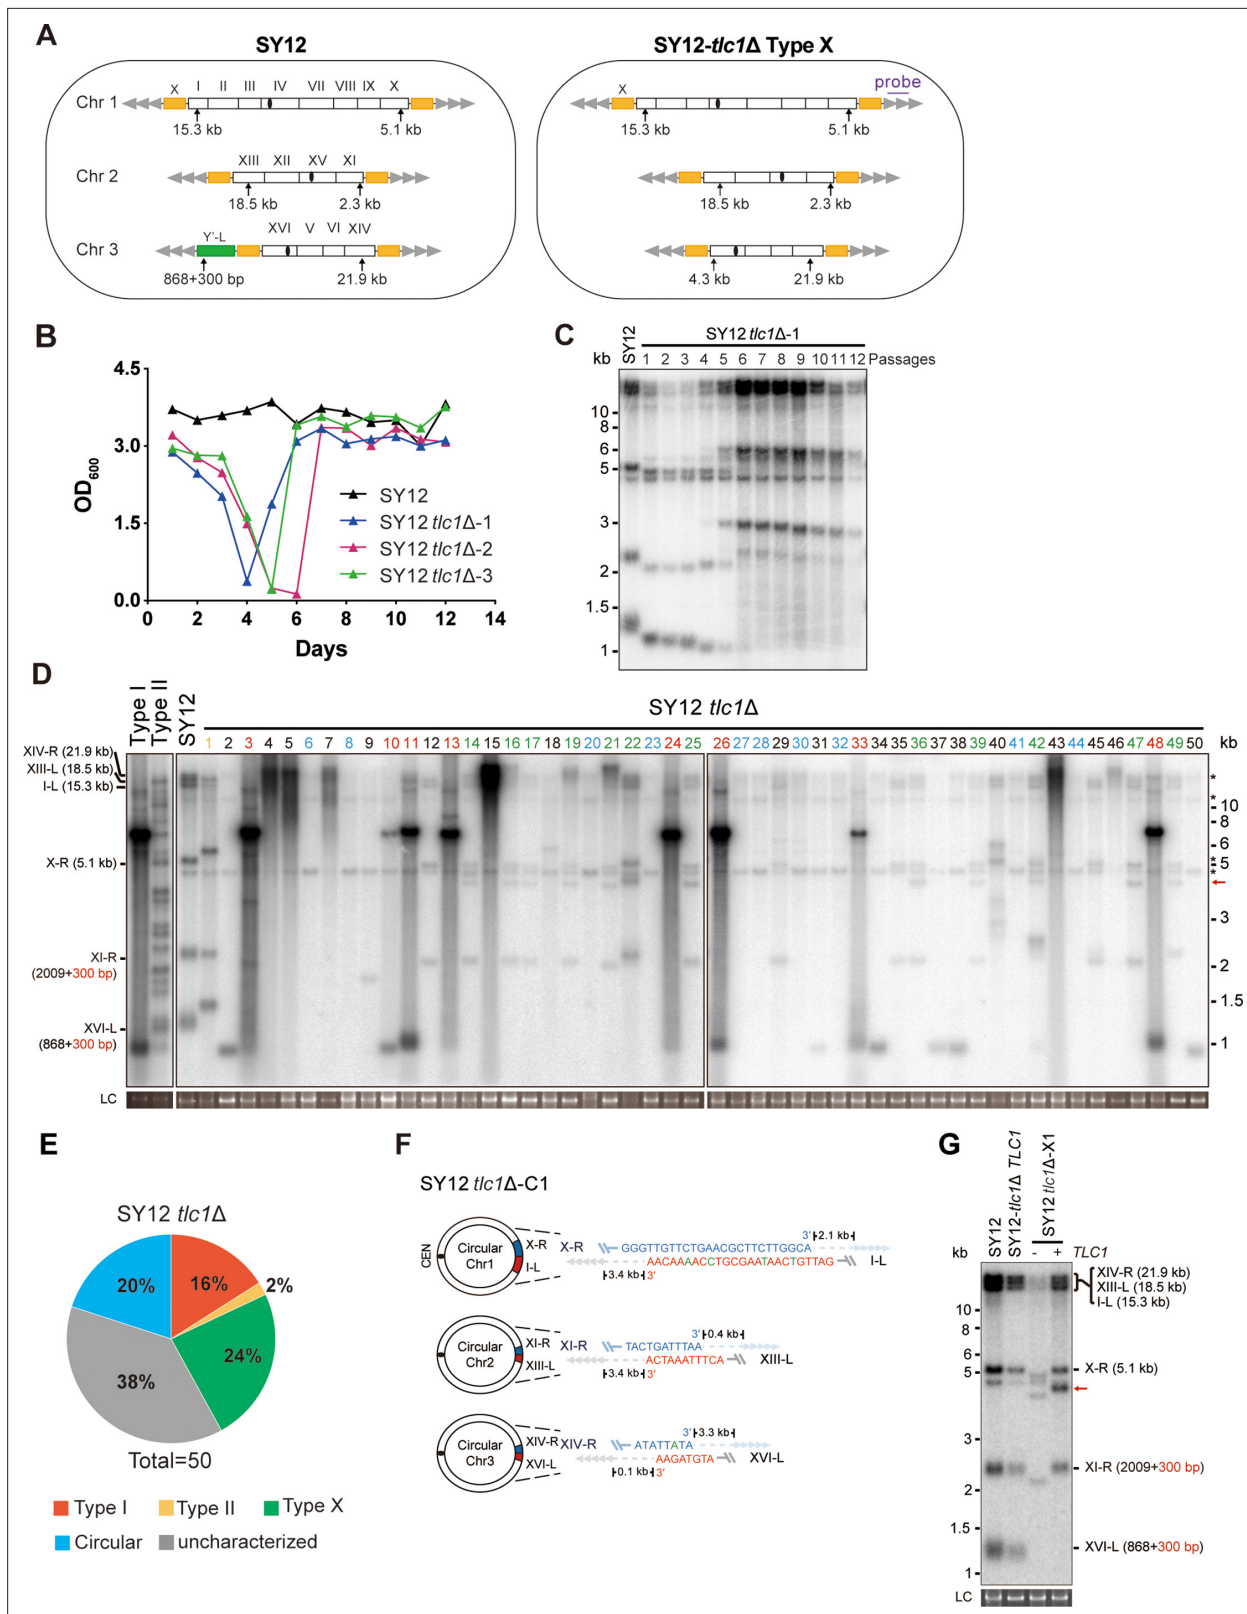 A
SY12
SY12-tlc1Δ Type X
X I II III IV VII VIII IX X
X
probe
Chr 1
15.3 kb 5.1 kb
15.3 kb 5.1 kb
XIII XII XV XI
Chr 2
18.5 kb 2.3 kb
18.5 kb 2.3 kb
Y'-L XVI V VI XIV
Chr 3
868+300 bp 21.9 kb
4.3 kb 21.9 kb
B
4.5
3.0
1.5
0.0
OD600
0 2 4 6 8 10 12 14
Days
SY12
SY12 tlc1Δ-1
SY12 tlc1Δ-2
SY12 tlc1Δ-3
C
kb
SY12
SY12 tlc1Δ-1
1 2 3 4 5 6 7 8 9 10 11 12 Passages
10
6
5
3
2
1.5
1
D
Type I
Type II
SY12
SY12 tlc1Δ
1 2 3 4 5 6 7 8 9 10 11 12 13 14 15 16 17 18 19 20 21 22 23 24 25 26 27 28 29 30 31 32 33 34 35 36 37 38 39 40 41 42 43 44 45 46 47 48 49 50
kb
XIV-R (21.9 kb)
XIII-L (18.5 kb)
I-L (15.3 kb)
X-R (5.1 kb)
XI-R
(2009+300 bp)
XVI-L
(868+300 bp)
*
*
10
8
6
*
5
*
3
2
1.5
1
LC
E
SY12 tlc1Δ
20%
16%
2%
24%
38%
Total=50
Type I
Type II
Type X
Circular
uncharacterized
F
SY12 tlc1Δ-C1
CEN
Circular
Chr1
X-R
I-L
X-R
3' 2.1 kb
GGGTTGTTCTGAACGCTTCTTGGCA
AACAAAACCTGCGAATAACTGTTAG
I-L
3.4 kb 3'
Circular
Chr2
XI-R
XIII-L
XI-R
3' 0.4 kb
TACTGATTTAA
ACTAAATTTCA
XIII-L
3.4 kb 3'
Circular
Chr3
XIV-R
XVI-L
XIV-R
3' 3.3 kb
ATATTATA
AAGATGTA
XVI-L
0.1 kb 3'
G
SY12
SY12-tlc1Δ TLC1
SY12 tlc1Δ-X1
kb
- + TLC1
10
8
6
5
3
2
1.5
1
XIV-R (21.9 kb)
XIII-L (18.5 kb)
I-L (15.3 kb)
X-R (5.1 kb)
XI-R (2009+300 bp)
XVI-L (868+300 bp)
LC